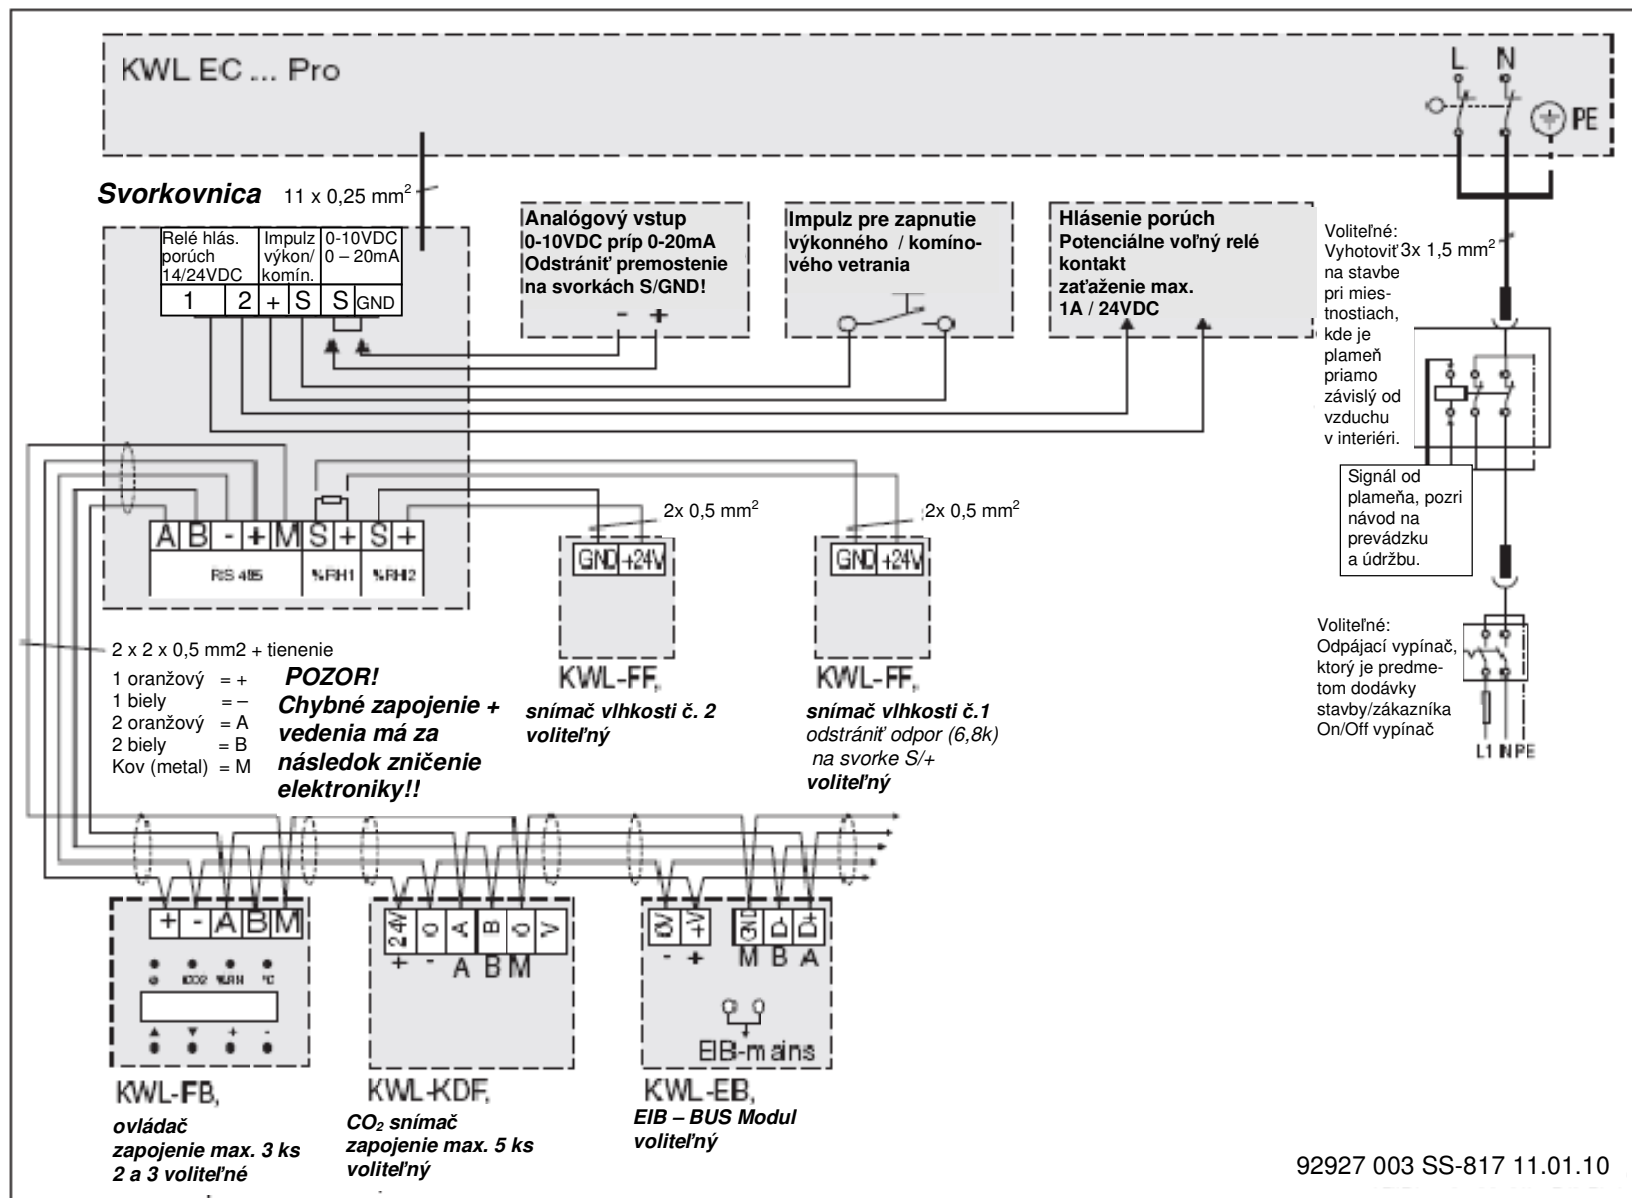 KWL EC ... Pro
L N
PE
Svorkovnica 11 x 0,25 mm²
Relé hlás.
porúch
14/24VDC
Impulz
výkon/
komín.
0-10VDC
0 – 20mA
1 2 + S S GND
Analógový vstup
0-10VDC príp 0-20mA
Odstrániť premostenie
na svorkách S/GND!
- +
Impulz pre zapnutie
výkonného / komíno-
vého vetrania
Hlásenie porúch
Potenciálne voľný relé
kontakt
zaťaženie max.
1A / 24VDC
Voliteľné:
Vyhotoviť
na stavbe
pri mies-
tnostiach,
kde je
plameň
priamo
závislý od
vzduchu
v interiéri.
3x 1,5 mm²
Signál od
plameňa, pozri
návod na
prevádzku
a údržbu.
A B - + M S + S +
RS 485 %RH1 %RH2
2x 0,5 mm²
GND +24V
KWL-FF,
snímač vlhkosti č. 2
voliteľný
2x 0,5 mm²
GND +24V
KWL-FF,
snímač vlhkosti č.1
odstrániť odpor (6,8k)
na svorke S/+
voliteľný
Voliteľné:
Odpájací vypínač,
ktorý je predme-
tom dodávky
stavby/zákazníka
On/Off vypínač
L1 N PE
2 x 2 x 0,5 mm2 + tienenie
1 oranžový = +
1 biely = –
2 oranžový = A
2 biely = B
Kov (metal) = M
POZOR!
Chybné zapojenie +
vedenia má za
následok zničenie
elektroniky!!
+ - A B M
CO2 %RH °C
▲ ▼ + -
KWL-FB,
ovládač
zapojenie max. 3 ks
2 a 3 voliteľné
24V 0 A B 0 V
+ - A B M
KWL-KDF,
CO₂ snímač
zapojenie max. 5 ks
voliteľný
0V +V GND D- D+
- + M B A
EIB-mains
KWL-EB,
EIB – BUS Modul
voliteľný
92927 003 SS-817 11.01.10